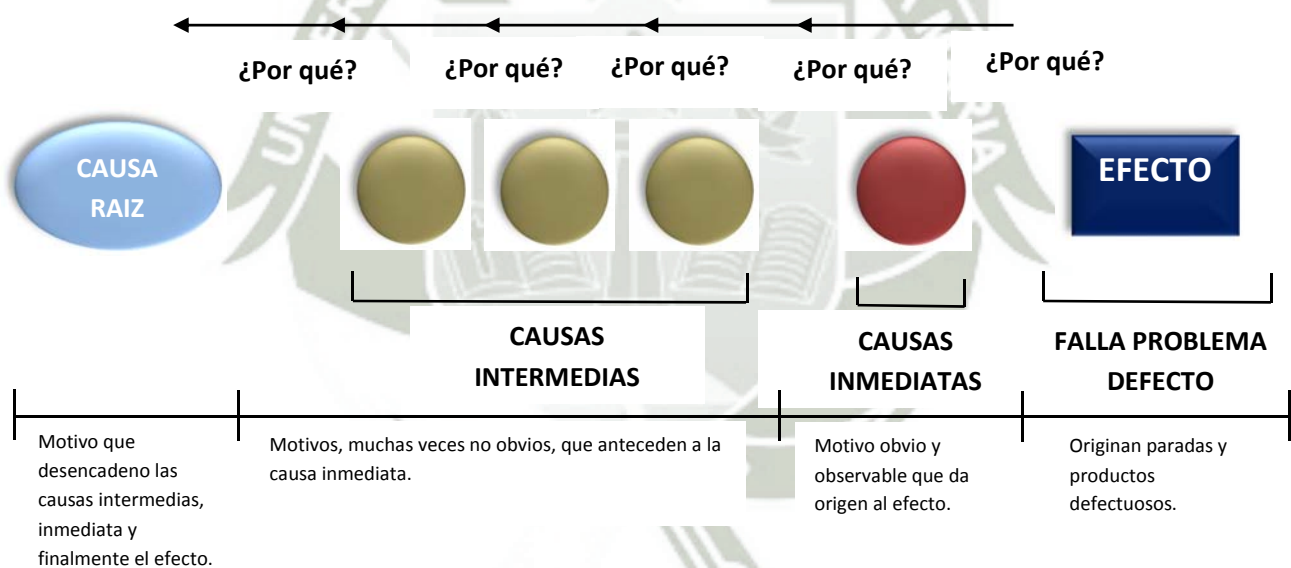 ¿Por qué? ¿Por qué? ¿Por qué? ¿Por qué? ¿Por qué?
CAUSA
RAIZ
EFECTO
CAUSAS
INTERMEDIAS
CAUSAS
INMEDIATAS
FALLA PROBLEMA
DEFECTO
Motivo que
desencadeno las
causas intermedias,
inmediata y
finalmente el efecto.
Motivos, muchas veces no obvios, que anteceden a la
causa inmediata.
Motivo obvio y
observable que da
origen al efecto.
Originan paradas y
productos
defectuosos.